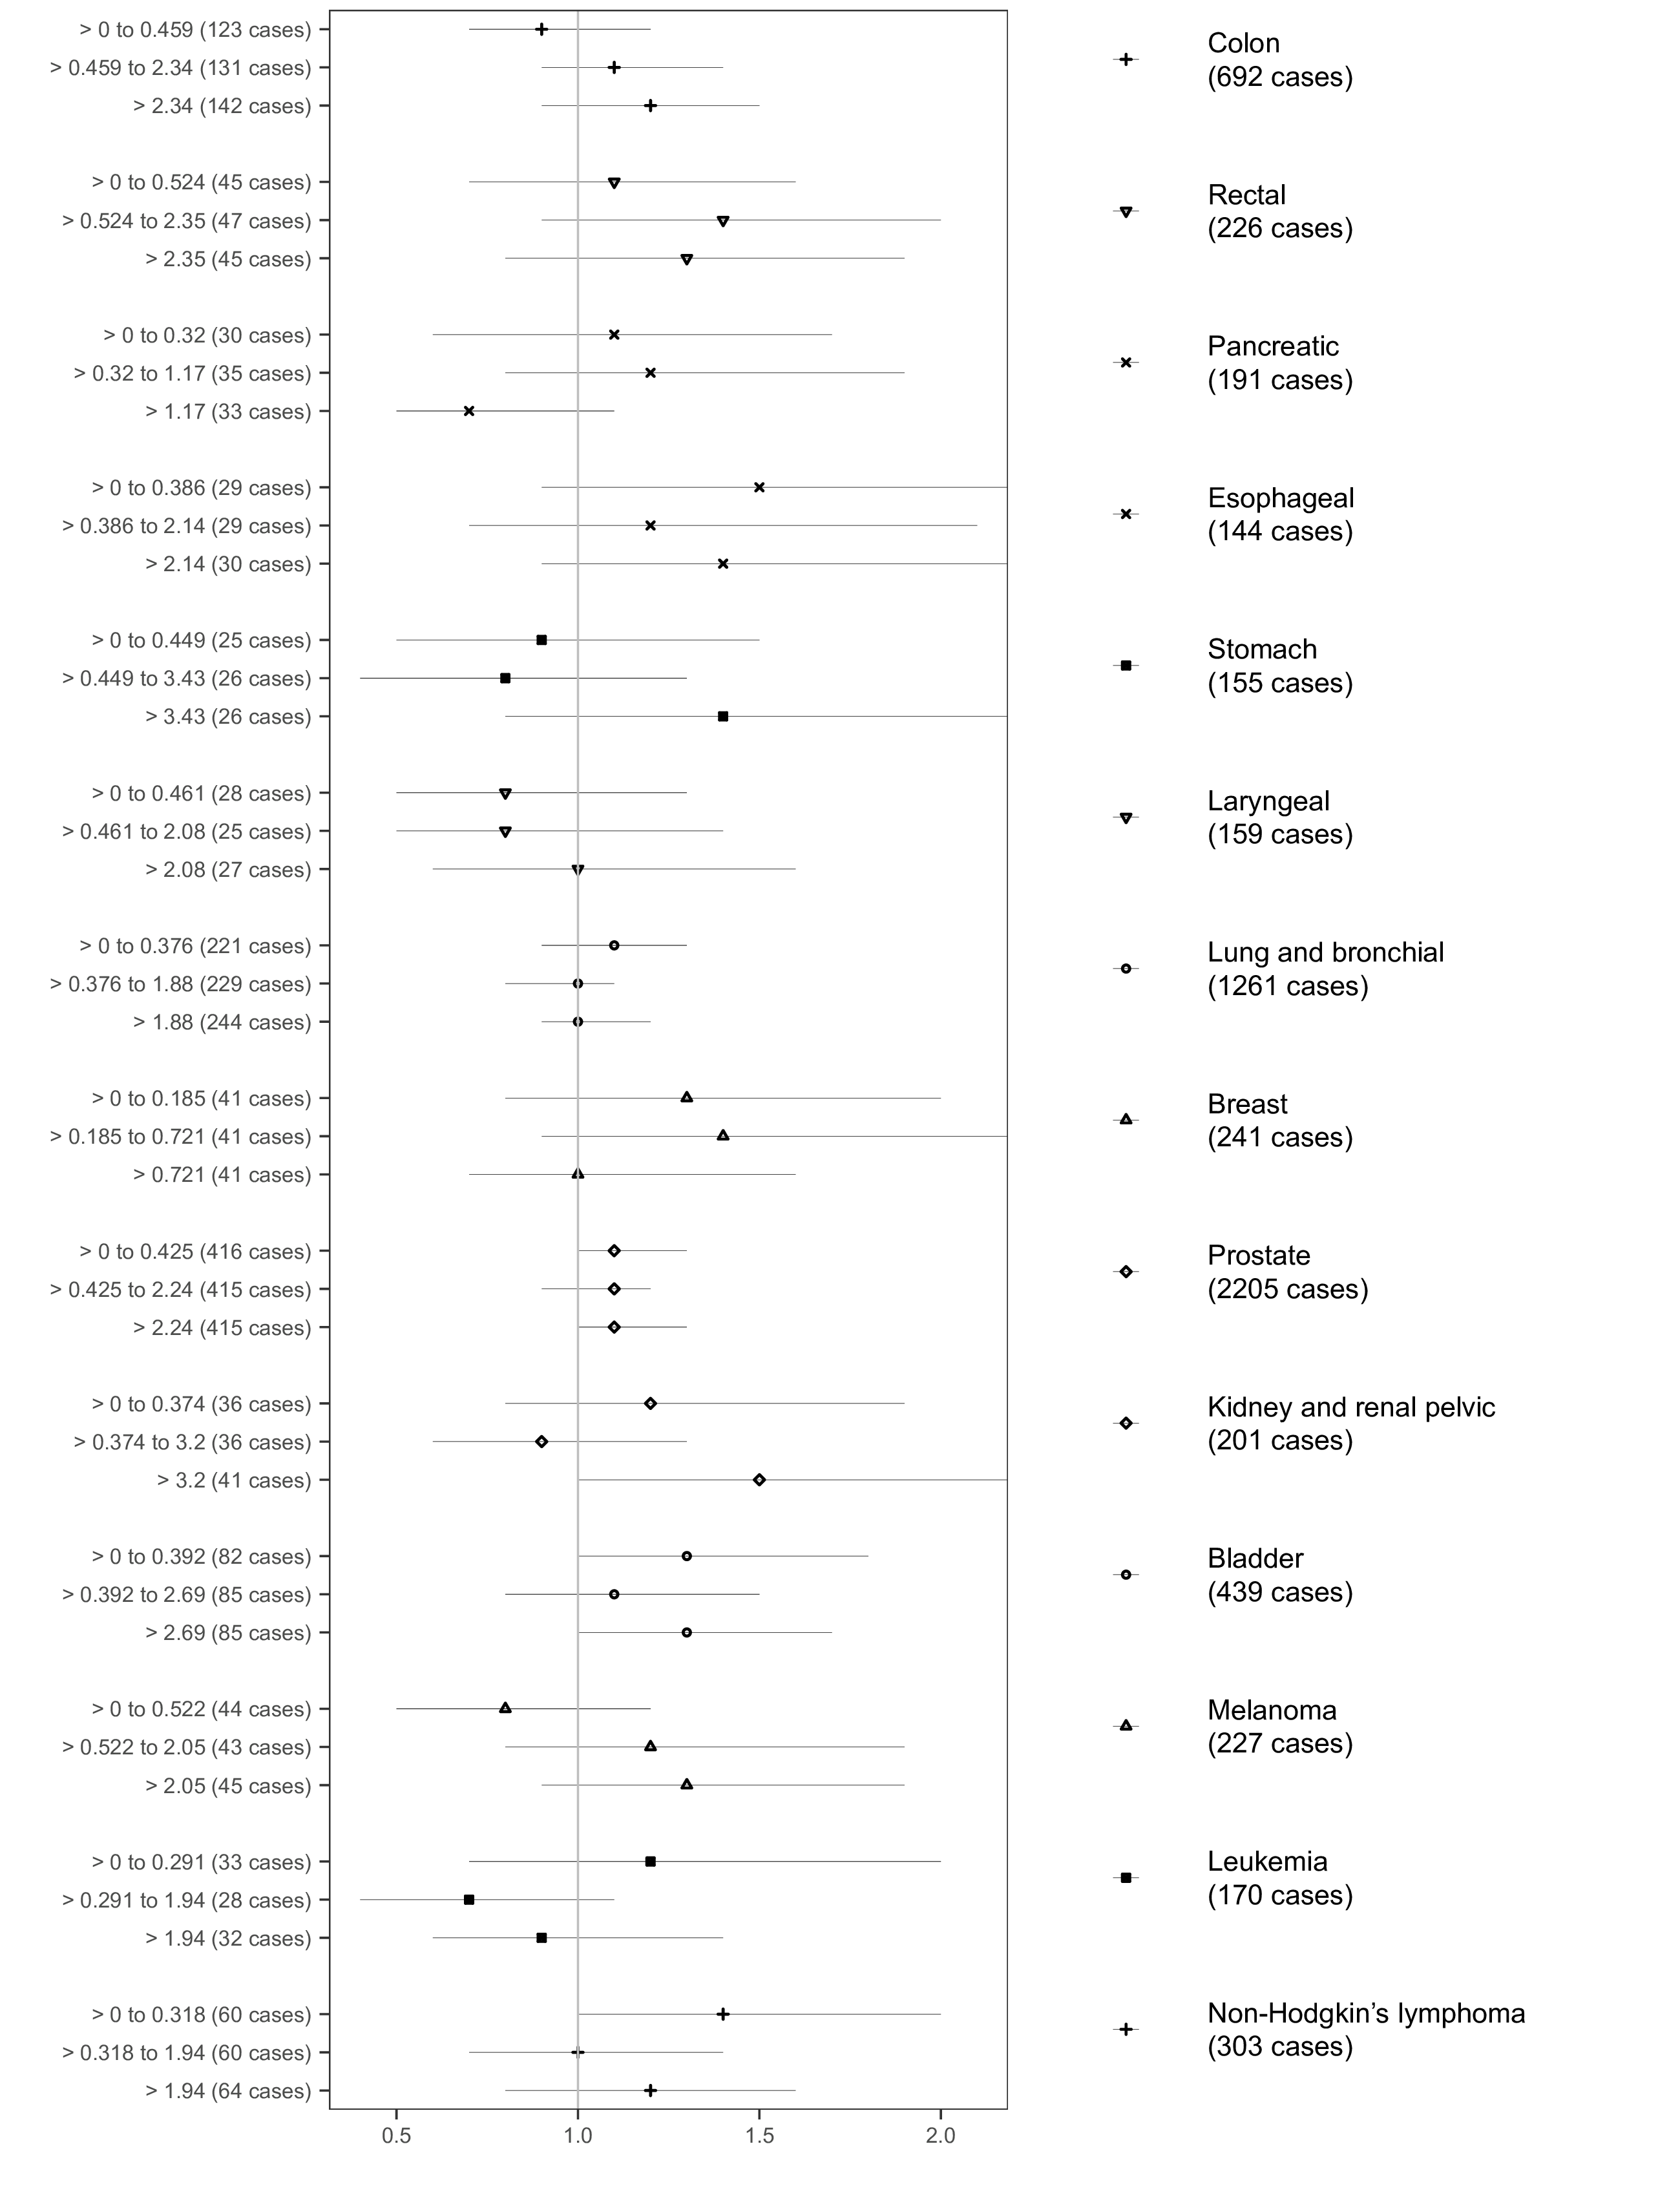 > 0 to 0.459 (123 cases)
> 0.459 to 2.34 (131 cases)
> 2.34 (142 cases)
> 0 to 0.524 (45 cases)
> 0.524 to 2.35 (47 cases)
> 2.35 (45 cases)
> 0 to 0.32 (30 cases)
> 0.32 to 1.17 (35 cases)
> 1.17 (33 cases)
> 0 to 0.386 (29 cases)
> 0.386 to 2.14 (29 cases)
> 2.14 (30 cases)
> 0 to 0.449 (25 cases)
> 0.449 to 3.43 (26 cases)
> 3.43 (26 cases)
> 0 to 0.461 (28 cases)
> 0.461 to 2.08 (25 cases)
> 2.08 (27 cases)
> 0 to 0.376 (221 cases)
> 0.376 to 1.88 (229 cases)
> 1.88 (244 cases)
> 0 to 0.185 (41 cases)
> 0.185 to 0.721 (41 cases)
> 0.721 (41 cases)
> 0 to 0.425 (416 cases)
> 0.425 to 2.24 (415 cases)
> 2.24 (415 cases)
> 0 to 0.374 (36 cases)
> 0.374 to 3.2 (36 cases)
> 3.2 (41 cases)
> 0 to 0.392 (82 cases)
> 0.392 to 2.69 (85 cases)
> 2.69 (85 cases)
> 0 to 0.522 (44 cases)
> 0.522 to 2.05 (43 cases)
> 2.05 (45 cases)
> 0 to 0.291 (33 cases)
> 0.291 to 1.94 (28 cases)
> 1.94 (32 cases)
> 0 to 0.318 (60 cases)
> 0.318 to 1.94 (60 cases)
> 1.94 (64 cases)
0.5
1.0
1.5
2.0
Colon
(692 cases)
Rectal
(226 cases)
Pancreatic
(191 cases)
Esophageal
(144 cases)
Stomach
(155 cases)
Laryngeal
(159 cases)
Lung and bronchial
(1261 cases)
Breast
(241 cases)
Prostate
(2205 cases)
Kidney and renal pelvic
(201 cases)
Bladder
(439 cases)
Melanoma
(227 cases)
Leukemia
(170 cases)
Non-Hodgkin’s lymphoma
(303 cases)